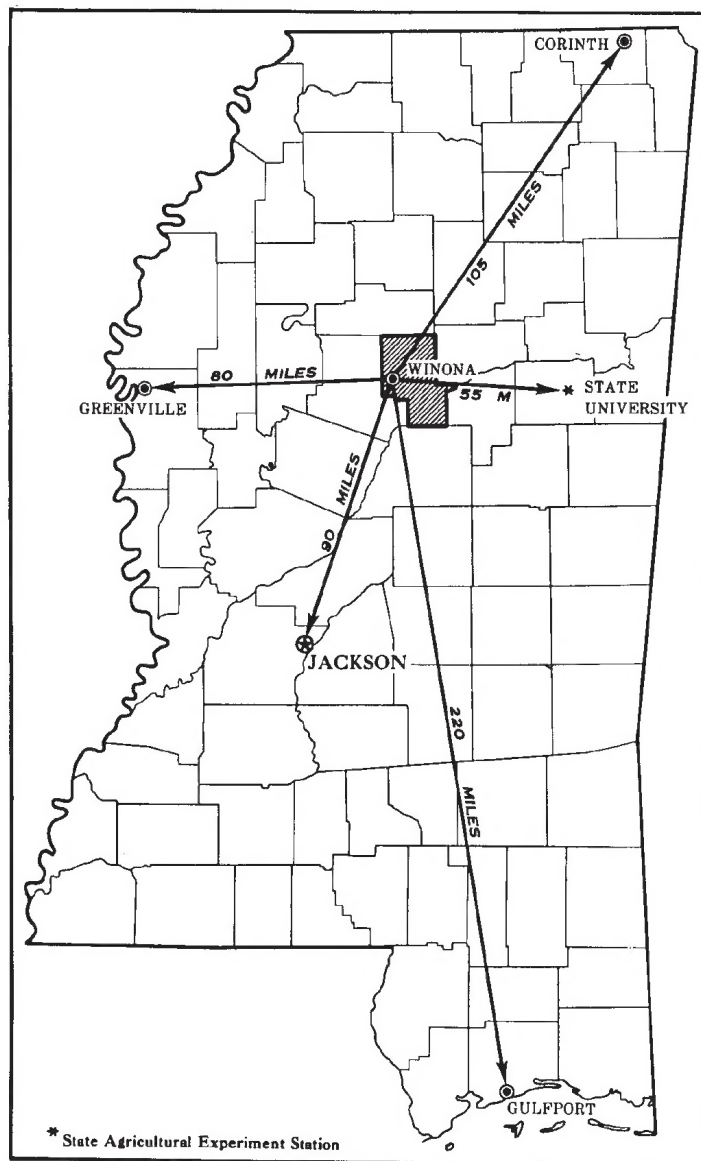 CORINTH
105 MILES
80 MILES
WINONA
55 M
GREENVILLE
STATE
UNIVERSITY
90 MILES
JACKSON
220 MILES
GULFPORT
* State Agricultural Experiment Station